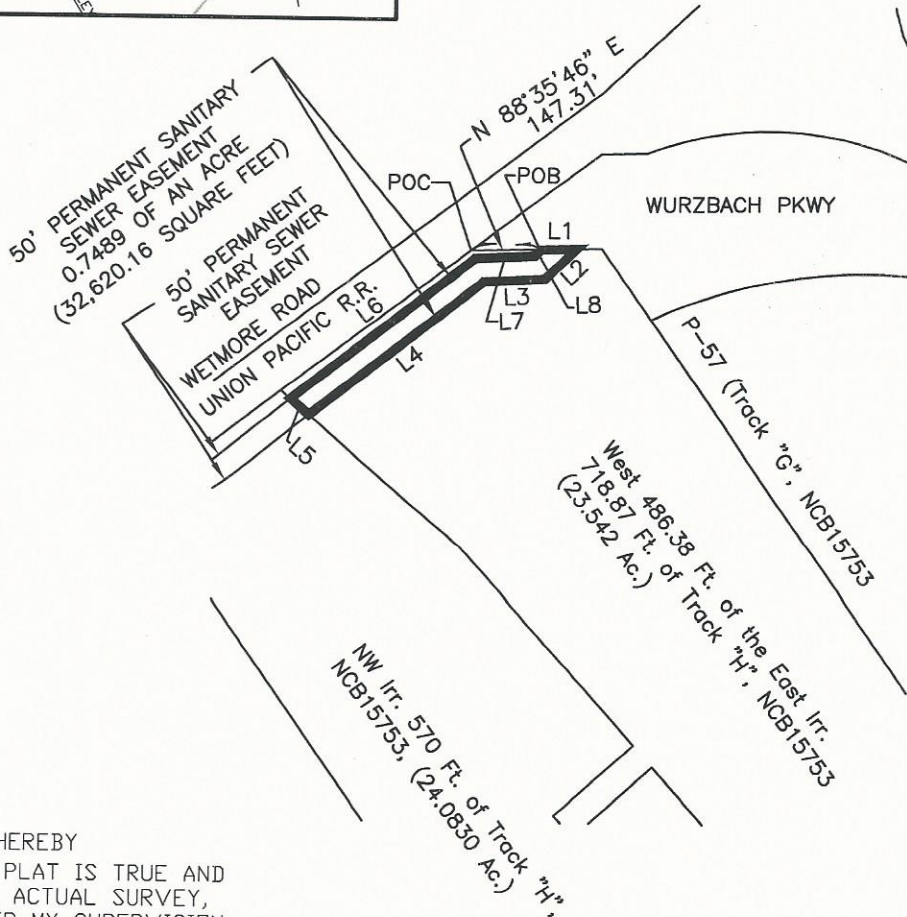 N 88°35'46" E
147.31'
50' PERMANENT SANITARY
SEWER EASEMENT
0.7489 OF AN ACRE
(32,620.16 SQUARE FEET)
POC
POB
L1
WURZBACH PKWY
50' PERMANENT
SANITARY SEWER
EASEMENT
L2
L3
L8
L7
WETMORE ROAD
UNION PACIFIC R.R.
L6
L4
L5
P-57 (Track "G", NCB15753
West 486.38 Ft. of the East Irr.
718.87 Ft. of Track "H", NCB15753
(23.542 Ac.)
NW Irr. 570 Ft. of Track "H",
NCB15753, (24.0830 Ac.)
HEREBY
PLAT IS TRUE AND
ACTUAL SURVEY,
MY SUPERVISION